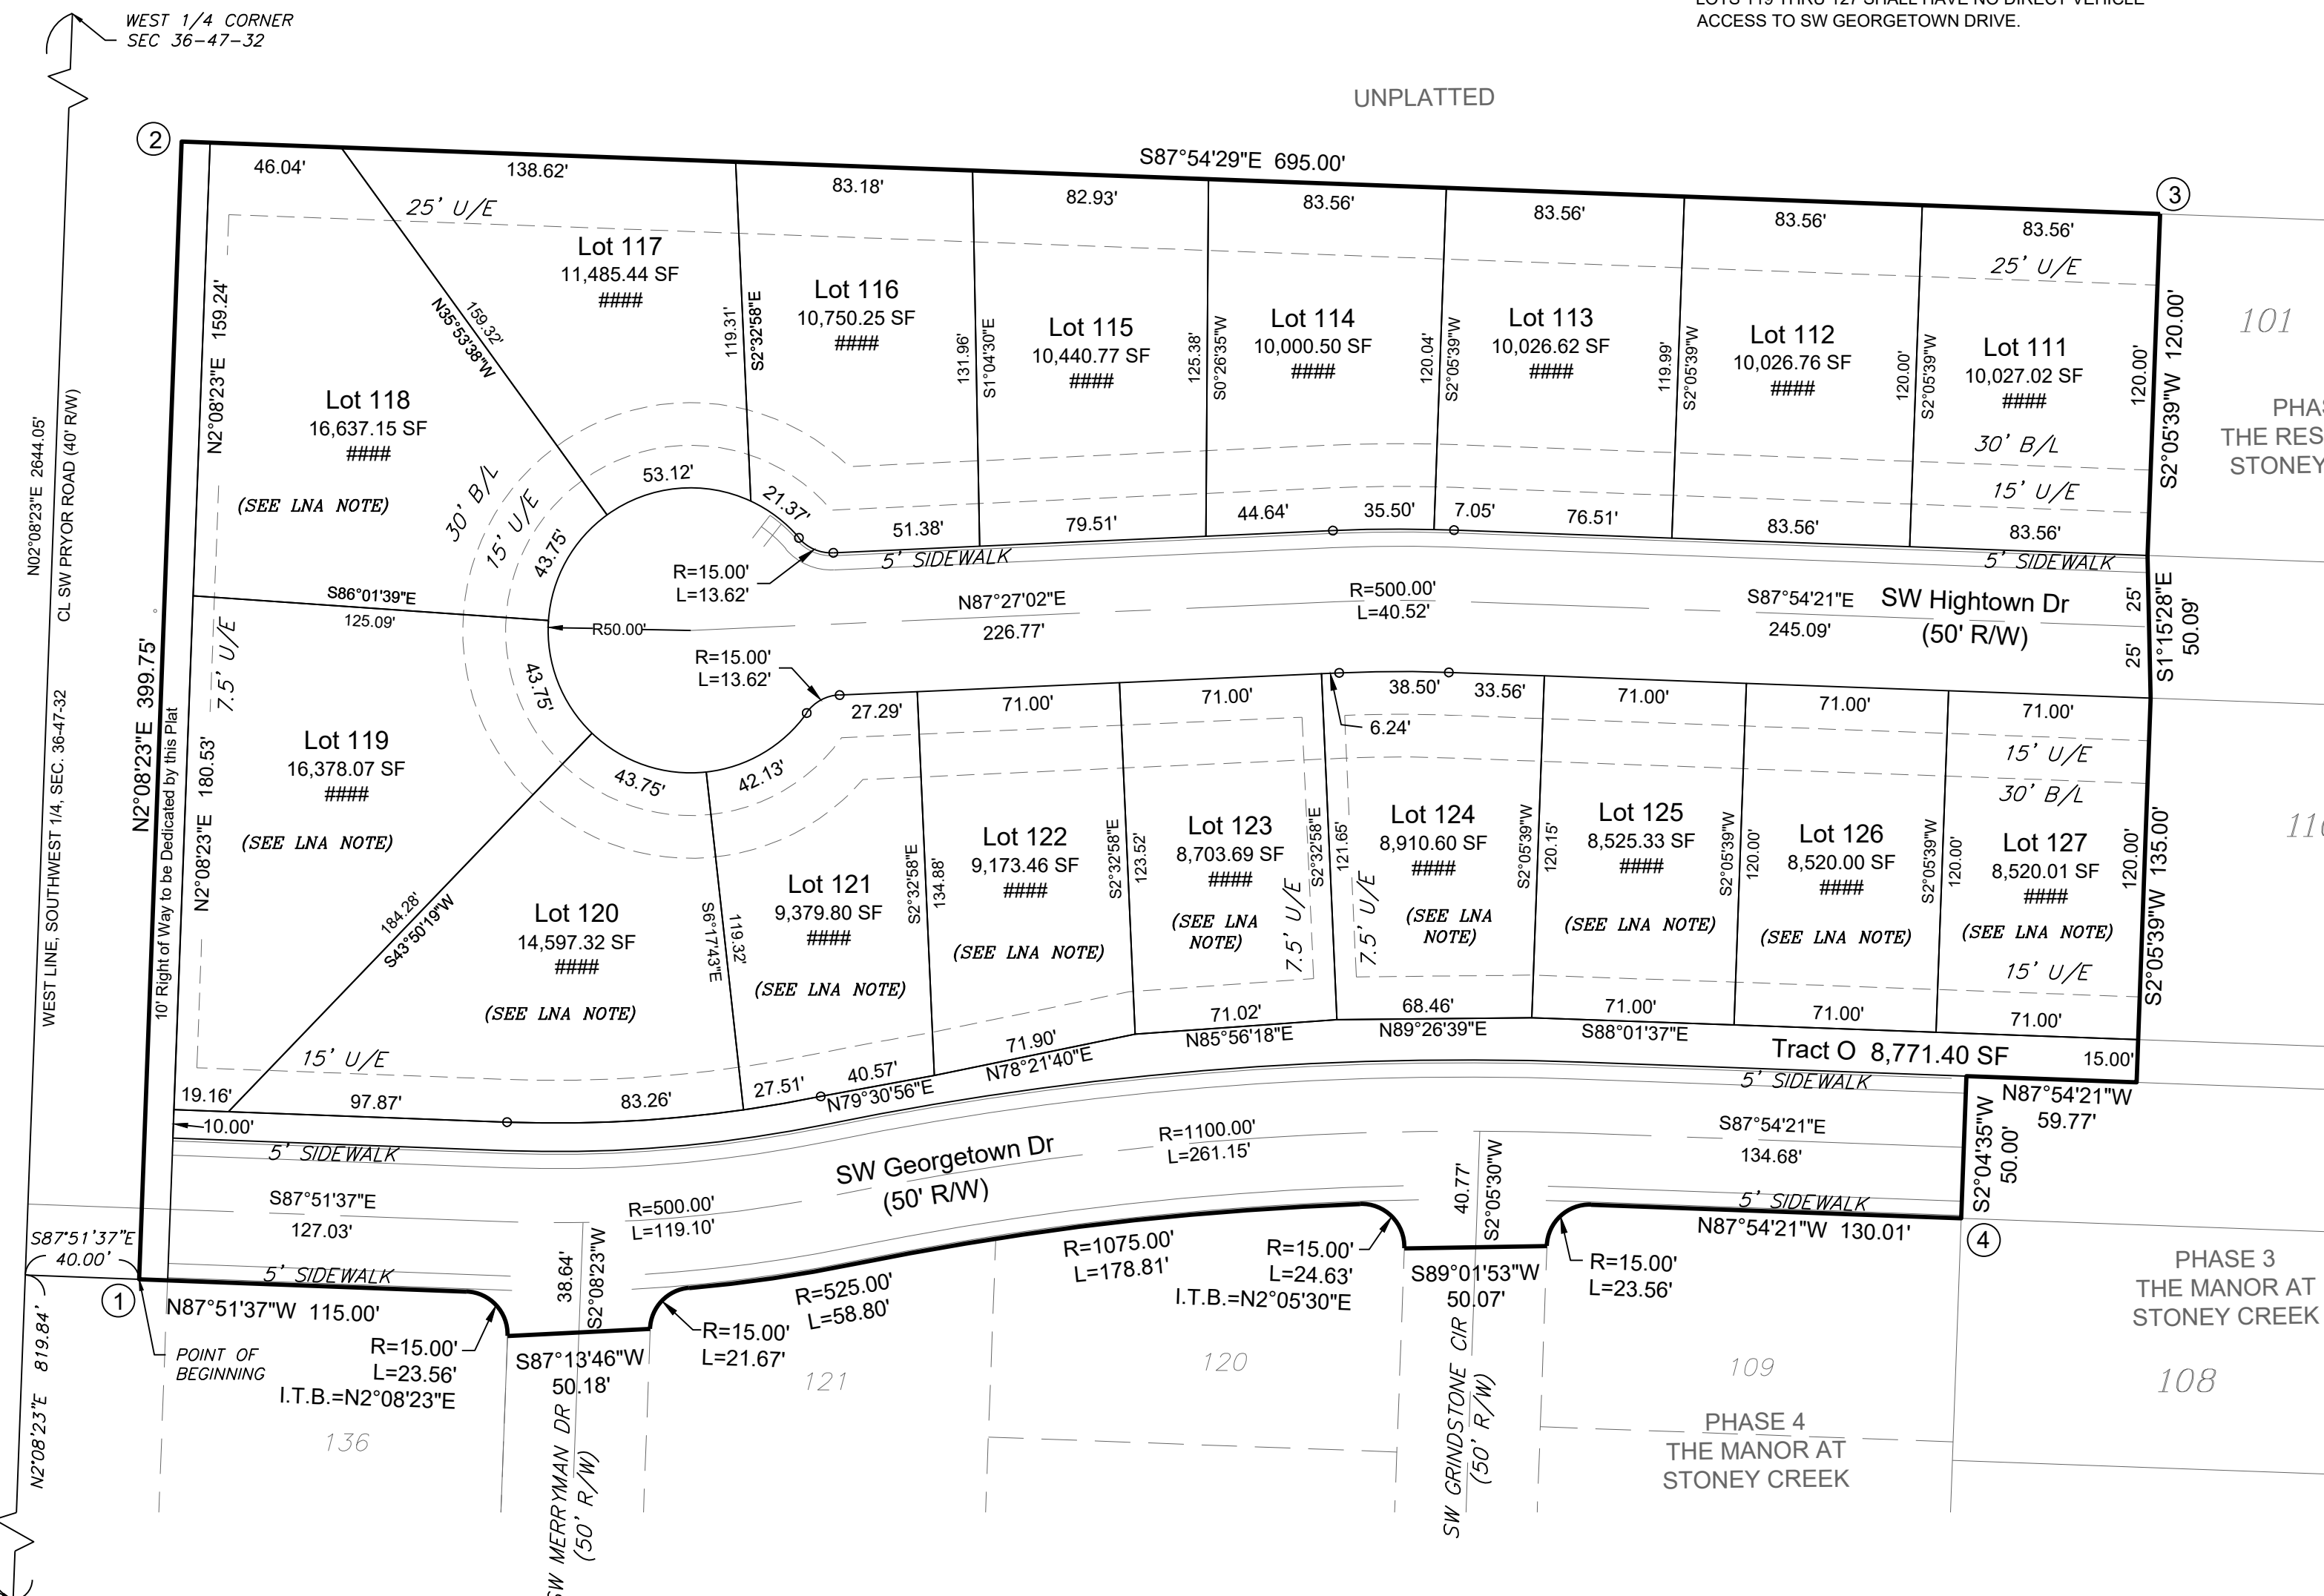 WEST 1/4 CORNER
SEC 36-47-32
LOTS 119 THRU 127 SHALL HAVE NO DIRECT VEHICLE
ACCESS TO SW GEORGETOWN DRIVE.
UNPLATTED
2
S87°54'29"E 695.00'
3
46.04'
138.62'
83.18'
82.93'
83.56'
83.56'
83.56'
83.56'
25' U/E
25' U/E
Lot 117
11,485.44 SF
####
Lot 116
10,750.25 SF
####
Lot 115
10,440.77 SF
####
Lot 114
10,000.50 SF
####
Lot 113
10,026.62 SF
####
Lot 112
10,026.76 SF
####
Lot 111
10,027.02 SF
####
101
PHAS
THE RES
STONEY
Lot 118
16,637.15 SF
####
(SEE LNA NOTE)
N2°08'23"E 159.24'
159.32'
N35°53'38"W
119.31'
S2°32'58"E
131.96'
S1°04'30"E
125.38'
S0°26'35"W
120.04'
S2°05'39"W
119.99'
S2°05'39"W
120.00'
S2°05'39"W
120.00'
S2°05'39"W 120.00'
N02°08'23"E 2644.05'
CL SW PRYOR ROAD (40' R/W)
WEST LINE, SOUTHWEST 1/4, SEC. 36-47-32
N2°08'23"E 399.75'
10' Right of Way to be Dedicated by this Plat
30' B/L
15' U/E
30' B/L
15' U/E
53.12'
21.37'
43.75'
51.38'
79.51'
44.64'
35.50'
7.05'
76.51'
83.56'
83.56'
5' SIDEWALK
5' SIDEWALK
R=15.00'
L=13.62'
S86°01'39"E
125.09'
R50.00'
N87°27'02"E
226.77'
R=500.00'
L=40.52'
S87°54'21"E
245.09'
SW Hightown Dr
(50' R/W)
25'
25'
S1°15'28"E
50.09'
7.5' U/E
R=15.00'
L=13.62'
43.75'
43.75'
42.13'
27.29'
71.00'
71.00'
6.24'
38.50'
33.56'
71.00'
71.00'
71.00'
15' U/E
30' B/L
Lot 119
16,378.07 SF
####
(SEE LNA NOTE)
N2°08'23"E 180.53'
184.28'
S43°50'19"W
Lot 120
14,597.32 SF
####
(SEE LNA NOTE)
S6°17'43"E
119.32'
Lot 121
9,379.80 SF
####
(SEE LNA NOTE)
S2°32'58"E
134.88'
Lot 122
9,173.46 SF
####
(SEE LNA NOTE)
S2°32'58"E
123.52'
Lot 123
8,703.69 SF
####
(SEE LNA
NOTE)
7.5' U/E
S2°32'58"E
121.65'
7.5' U/E
Lot 124
8,910.60 SF
####
(SEE LNA
NOTE)
S2°05'39"W
120.15'
Lot 125
8,525.33 SF
####
(SEE LNA NOTE)
S2°05'39"W
120.00'
Lot 126
8,520.00 SF
####
(SEE LNA NOTE)
S2°05'39"W
120.00'
Lot 127
8,520.01 SF
####
(SEE LNA NOTE)
15' U/E
120.00'
S2°05'39"W 135.00'
15' U/E
19.16'
97.87'
83.26'
27.51'
40.57'
N79°30'56"E
71.90'
N78°21'40"E
71.02'
N85°56'18"E
68.46'
N89°26'39"E
71.00'
S88°01'37"E
71.00'
71.00'
Tract O 8,771.40 SF
15.00'
10.00'
5' SIDEWALK
5' SIDEWALK
N87°54'21"W
59.77'
S2°04'35"W
50.00'
SW Georgetown Dr
(50' R/W)
R=1100.00'
L=261.15'
S87°54'21"E
134.68'
S87°51'37"E
127.03'
R=500.00'
L=119.10'
38.64'
S2°08'23"W
40.77'
S2°05'30"W
5' SIDEWALK
5' SIDEWALK
S87°51'37"E
40.00'
1
N87°51'37"W 115.00'
R=15.00'
L=23.56'
I.T.B.=N2°08'23"E
S87°13'46"W
50.18'
R=15.00'
L=21.67'
R=525.00'
L=58.80'
R=1075.00'
L=178.81'
R=15.00'
L=24.63'
I.T.B.=N2°05'30"E
S89°01'53"W
50.07'
R=15.00'
L=23.56'
N87°54'21"W 130.01'
4
POINT OF
BEGINNING
N2°08'23"E 819.84'
136
121
120
109
108
SW MERRYMAN DR
(50' R/W)
SW GRINDSTONE CIR
(50' R/W)
PHASE 4
THE MANOR AT
STONEY CREEK
PHASE 3
THE MANOR AT
STONEY CREEK